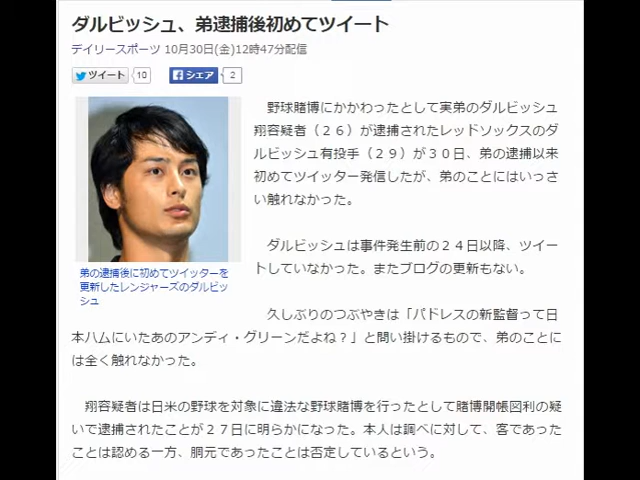 ダルビッシュ、弟逮捕後初めてツイート
デイリースポーツ 10月30日(金)12時47分配信
ツイート 10 シェア 2
野球賭博にかかわったとして実弟のダルビッシュ
翔容疑者（２６）が逮捕されたレッドソックスのダ
ルビッシュ有投手（２９）が３０日、弟の逮捕以来
初めてツイッター発信したが、弟のことにはいっさ
い触れなかった。
ダルビッシュは事件発生前の２４日以降、ツイー
トしていなかった。またブログの更新もない。
弟の逮捕後に初めてツイッターを
更新したレンジャーズのダルビッ
シュ
久しぶりのつぶやきは「パドレスの新監督って日
本ハムにいたあのアンディ・グリーンだよね？」と問い掛けるもので、弟のことに
は全く触れなかった。
翔容疑者は日米の野球を対象に違法な野球賭博を行ったとして賭博開帳図利の疑
いで逮捕されたことが２７日に明らかになった。本人は調べに対して、客であった
ことは認める一方、胴元であったことは否定しているという。